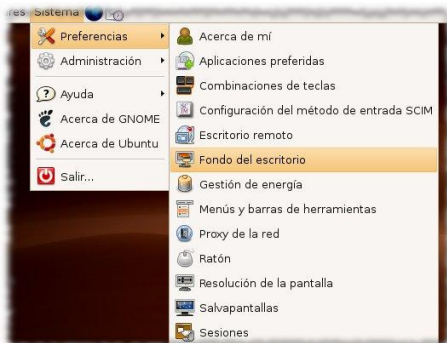 res Sistema
Preferencias
Administración
Ayuda
Acerca de GNOME
Acerca de Ubuntu
Salir...
Acerca de mí
Aplicaciones preferidas
Combinaciones de teclas
Configuración del método de entrada SCIM
Escritorio remoto
Fondo del escritorio
Gestión de energía
Menús y barras de herramientas
Proxy de la red
Ratón
Resolución de la pantalla
Salvapantallas
Sesiones